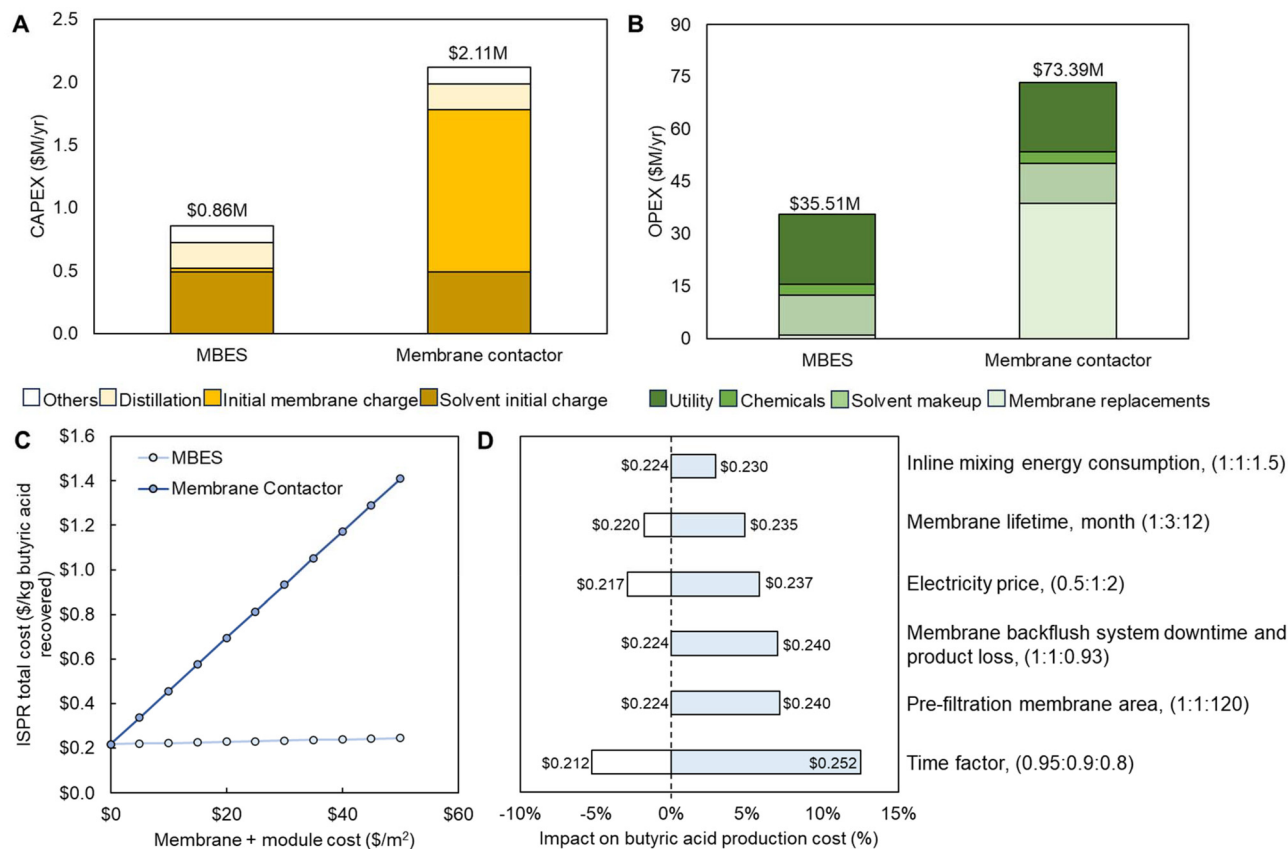 A
CAPEX ($M/yr)
2.5
2.0
1.5
1.0
0.5
0.0
$0.86M
$2.11M
MBES
Membrane contactor
Others
Distillation
Initial membrane charge
Solvent initial charge
B
OPEX ($M/yr)
90
75
60
45
30
15
0
$35.51M
$73.39M
MBES
Membrane contactor
Utility
Chemicals
Solvent makeup
Membrane replacements
C
ISPR total cost ($/kg butyric acid
recovered)
$1.6
$1.4
$1.2
$1.0
$0.8
$0.6
$0.4
$0.2
$0.0
MBES
Membrane Contactor
$0
$20
$40
$60
Membrane + module cost ($/m²)
D
$0.224
$0.230
Inline mixing energy consumption, (1:1:1.5)
$0.220
$0.235
Membrane lifetime, month (1:3:12)
$0.217
$0.237
Electricity price, (0.5:1:2)
$0.224
$0.240
Membrane backflush system downtime and
product loss, (1:1:0.93)
$0.224
$0.240
Pre-filtration membrane area, (1:1:120)
$0.212
$0.252
Time factor, (0.95:0.9:0.8)
-10%
-5%
0%
5%
10%
15%
Impact on butyric acid production cost (%)